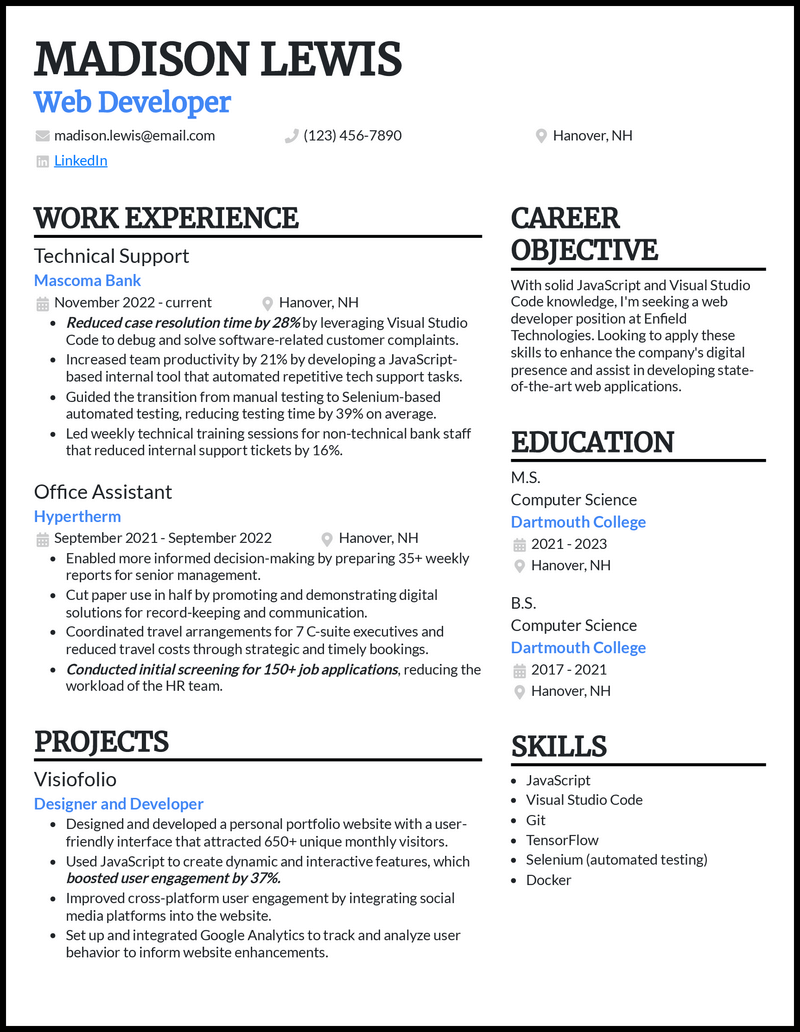 MADISON LEWIS
Web Developer
madison.lewis@email.com
(123) 456-7890
Hanover, NH
LinkedIn
WORK EXPERIENCE
Technical Support
Mascoma Bank
November 2022 - current
Hanover, NH
• Reduced case resolution time by 28% by leveraging Visual Studio
Code to debug and solve software-related customer complaints.
• Increased team productivity by 21% by developing a JavaScript-
based internal tool that automated repetitive tech support tasks.
• Guided the transition from manual testing to Selenium-based
automated testing, reducing testing time by 39% on average.
• Led weekly technical training sessions for non-technical bank staff
that reduced internal support tickets by 16%.
Office Assistant
Hypertherm
September 2021 - September 2022
Hanover, NH
• Enabled more informed decision-making by preparing 35+ weekly
reports for senior management.
• Cut paper use in half by promoting and demonstrating digital
solutions for record-keeping and communication.
• Coordinated travel arrangements for 7 C-suite executives and
reduced travel costs through strategic and timely bookings.
• Conducted initial screening for 150+ job applications, reducing the
workload of the HR team.
PROJECTS
Visiofolio
Designer and Developer
• Designed and developed a personal portfolio website with a user-
friendly interface that attracted 650+ unique monthly visitors.
• Used JavaScript to create dynamic and interactive features, which
boosted user engagement by 37%.
• Improved cross-platform user engagement by integrating social
media platforms into the website.
• Set up and integrated Google Analytics to track and analyze user
behavior to inform website enhancements.
CAREER
OBJECTIVE
With solid JavaScript and Visual Studio
Code knowledge, I'm seeking a web
developer position at Enfield
Technologies. Looking to apply these
skills to enhance the company's digital
presence and assist in developing state-
of-the-art web applications.
EDUCATION
M.S.
Computer Science
Dartmouth College
2021 - 2023
Hanover, NH
B.S.
Computer Science
Dartmouth College
2017 - 2021
Hanover, NH
SKILLS
• JavaScript
• Visual Studio Code
• Git
• TensorFlow
• Selenium (automated testing)
• Docker